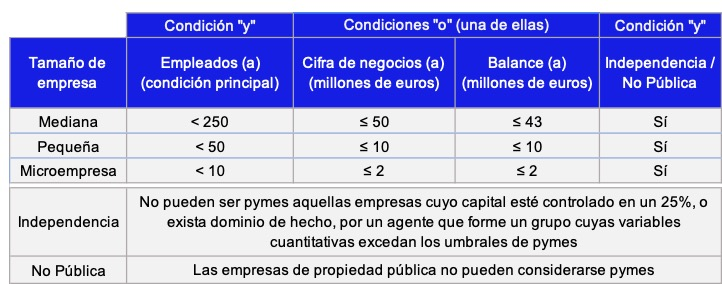 Condición "y" Condiciones "o" (una de ellas) Condición "y"
Tamaño de empresa Empleados (a) (condición principal) Cifra de negocios (a) (millones de euros) Balance (a) (millones de euros) Independencia / No Pública
Mediana < 250 ≤ 50 ≤ 43 Sí
Pequeña < 50 ≤ 10 ≤ 10 Sí
Microempresa < 10 ≤ 2 ≤ 2 Sí
Independencia
No pueden ser pymes aquellas empresas cuyo capital esté controlado en un 25%, o
exista dominio de hecho, por un agente que forme un grupo cuyas variables
cuantitativas excedan los umbrales de pymes
No Pública Las empresas de propiedad pública no pueden considerarse pymes